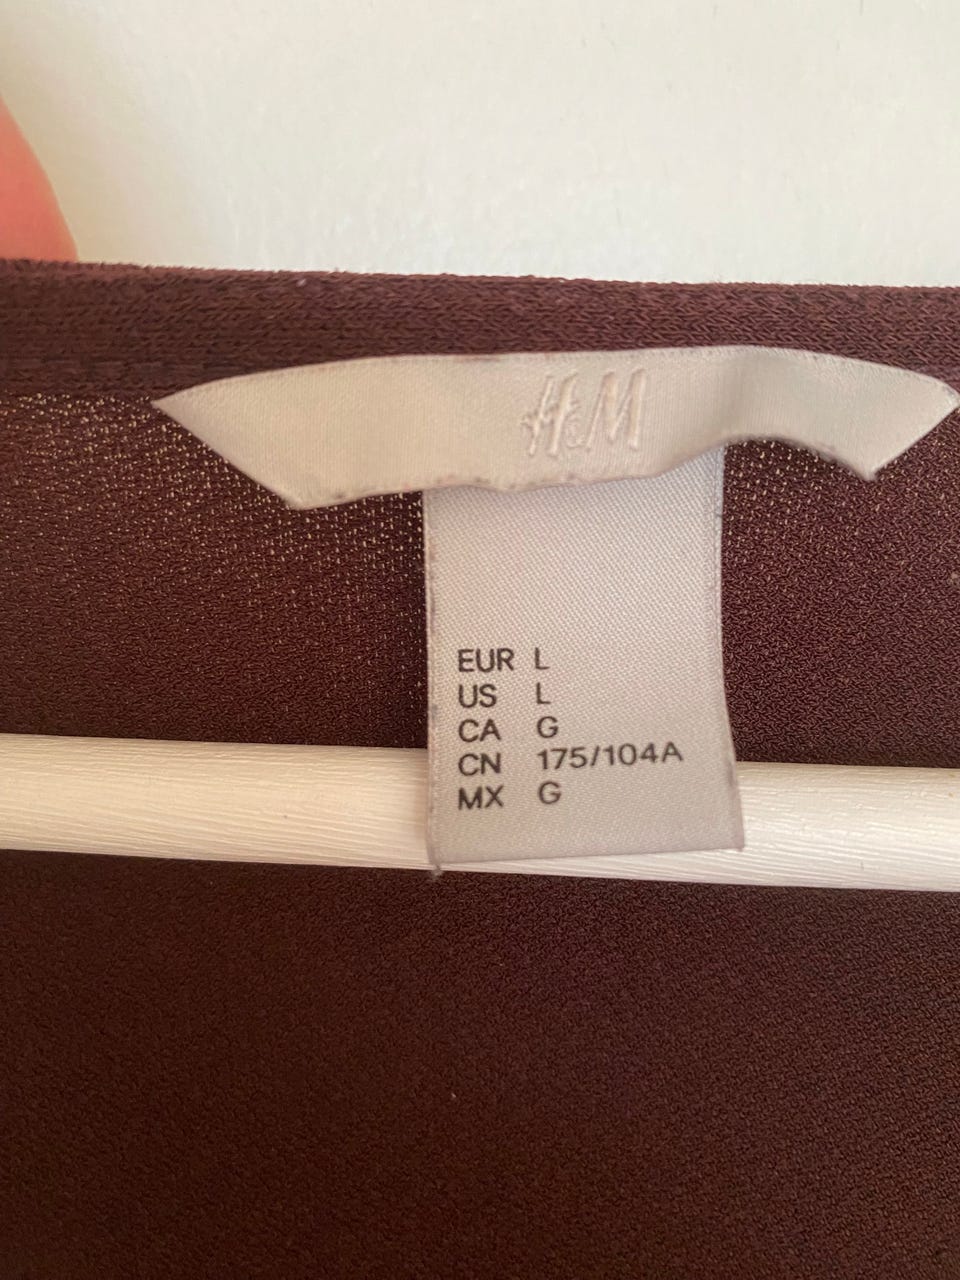 H&M
EUR L
US L
CA G
CN 175/104A
MX G